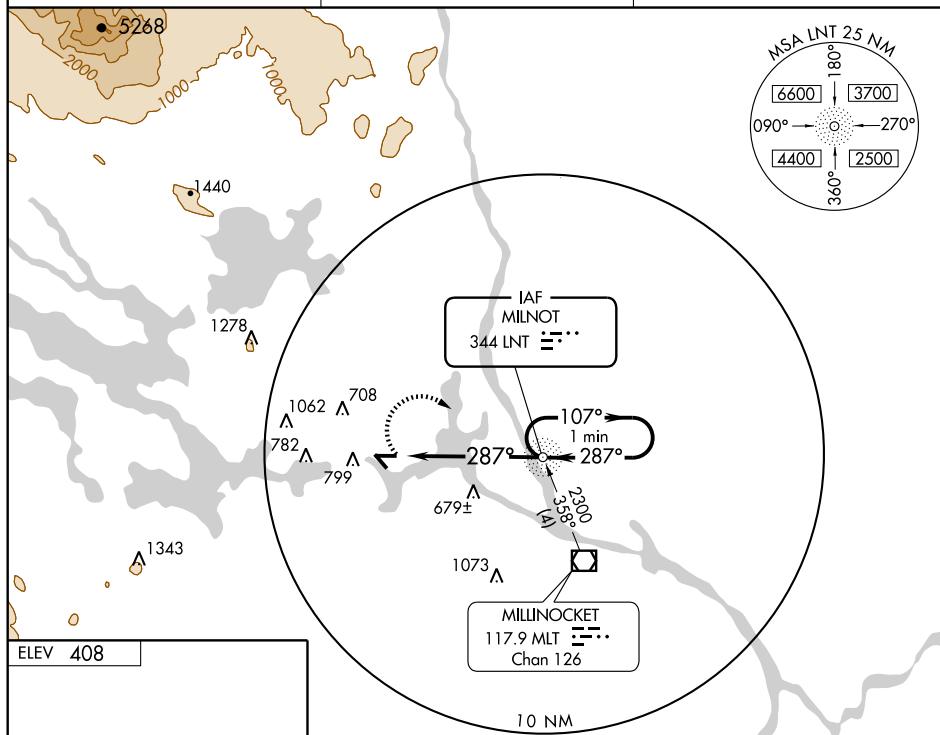 5268
2000
1000
1000
1440
MSA LNT 25 NM
180°
6600
3700
090°
270°
4400
2500
360°
IAF
MILNOT
344 LNT
1278
1062
708
782
799
107°
1 min
287°
287°
679±
2300
358°
(4)
1343
1073
MILLINOCKET
117.9 MLT
Chan 126
ELEV 408
10 NM